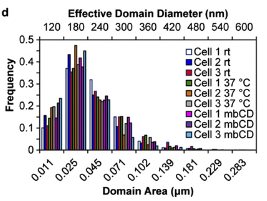 d
Effective Domain Diameter (nm)
120 180 240 300 360 420 480 540 600
Frequency
0.5
0.4
0.3
0.2
0.1
0
Cell 1 rt
Cell 2 rt
Cell 3 rt
Cell 1 37 °C
Cell 2 37 °C
Cell 3 37 °C
Cell 1 mbCD
Cell 2 mbCD
Cell 3 mbCD
0.011 0.025 0.045 0.071 0.102 0.139 0.181 0.229 0.283
Domain Area (μm)